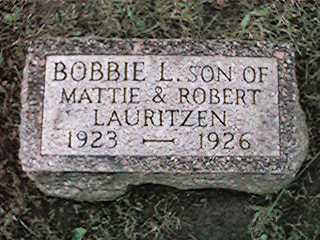 BOBBIE L. SON OF
MATTIE & ROBERT
LAURITZEN
1923 — 1926